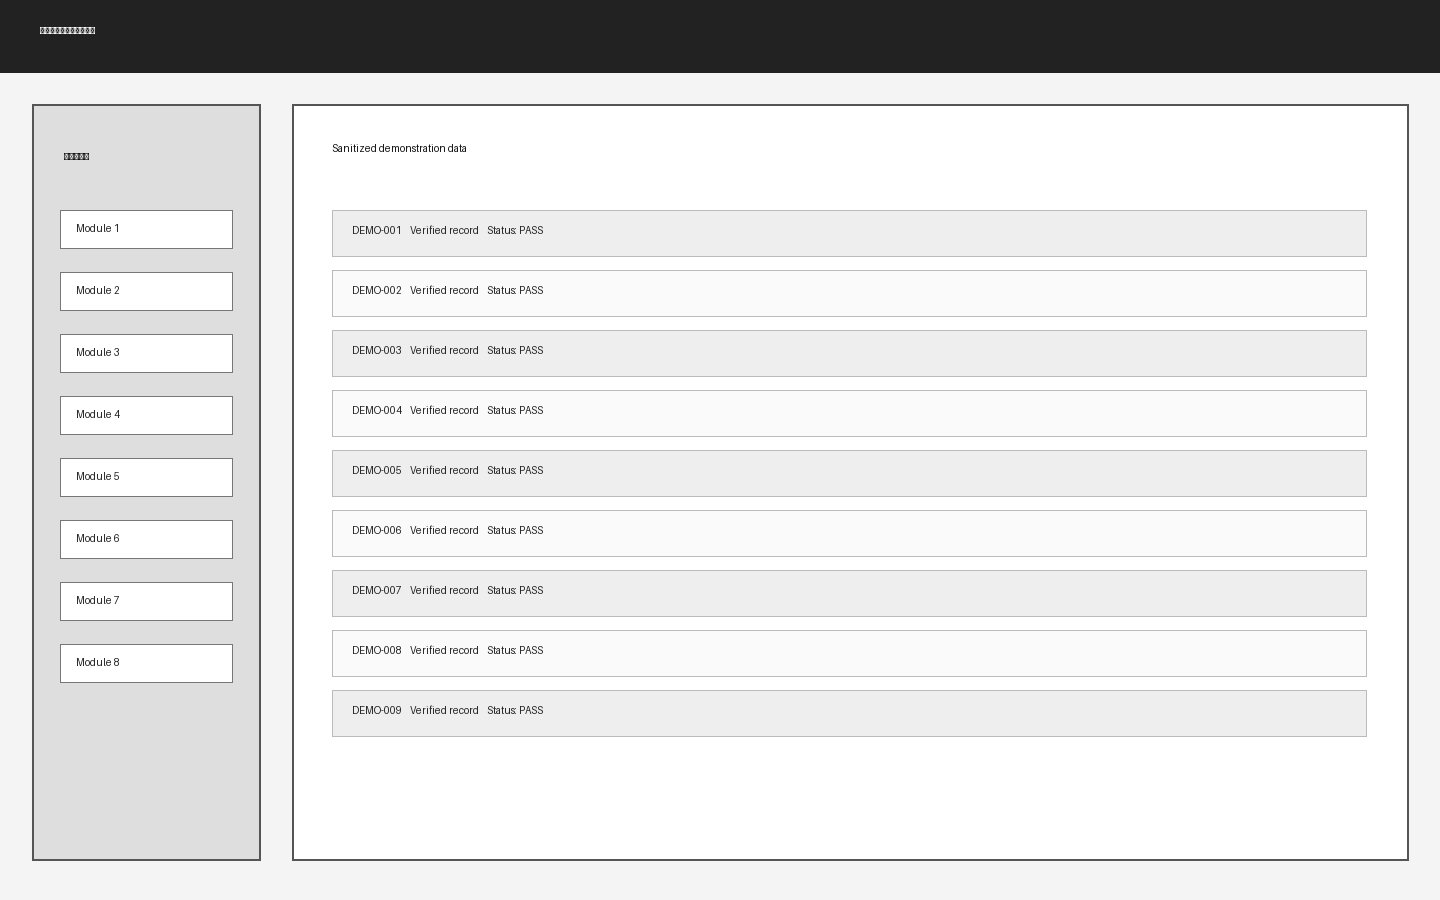 Sanitized demonstration data
Module 1
Module 2
Module 3
Module 4
Module 5
Module 6
Module 7
Module 8
DEMO-001 Verified record Status: PASS
DEMO-002 Verified record Status: PASS
DEMO-003 Verified record Status: PASS
DEMO-004 Verified record Status: PASS
DEMO-005 Verified record Status: PASS
DEMO-006 Verified record Status: PASS
DEMO-007 Verified record Status: PASS
DEMO-008 Verified record Status: PASS
DEMO-009 Verified record Status: PASS